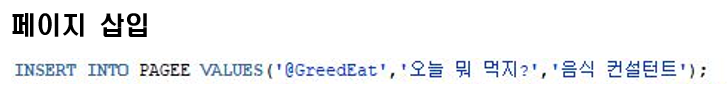 페이지 삽입
INSERT INTO PAGEE VALUES('@GreedEat','오늘 뭐 먹지?','음식 컨설턴트');